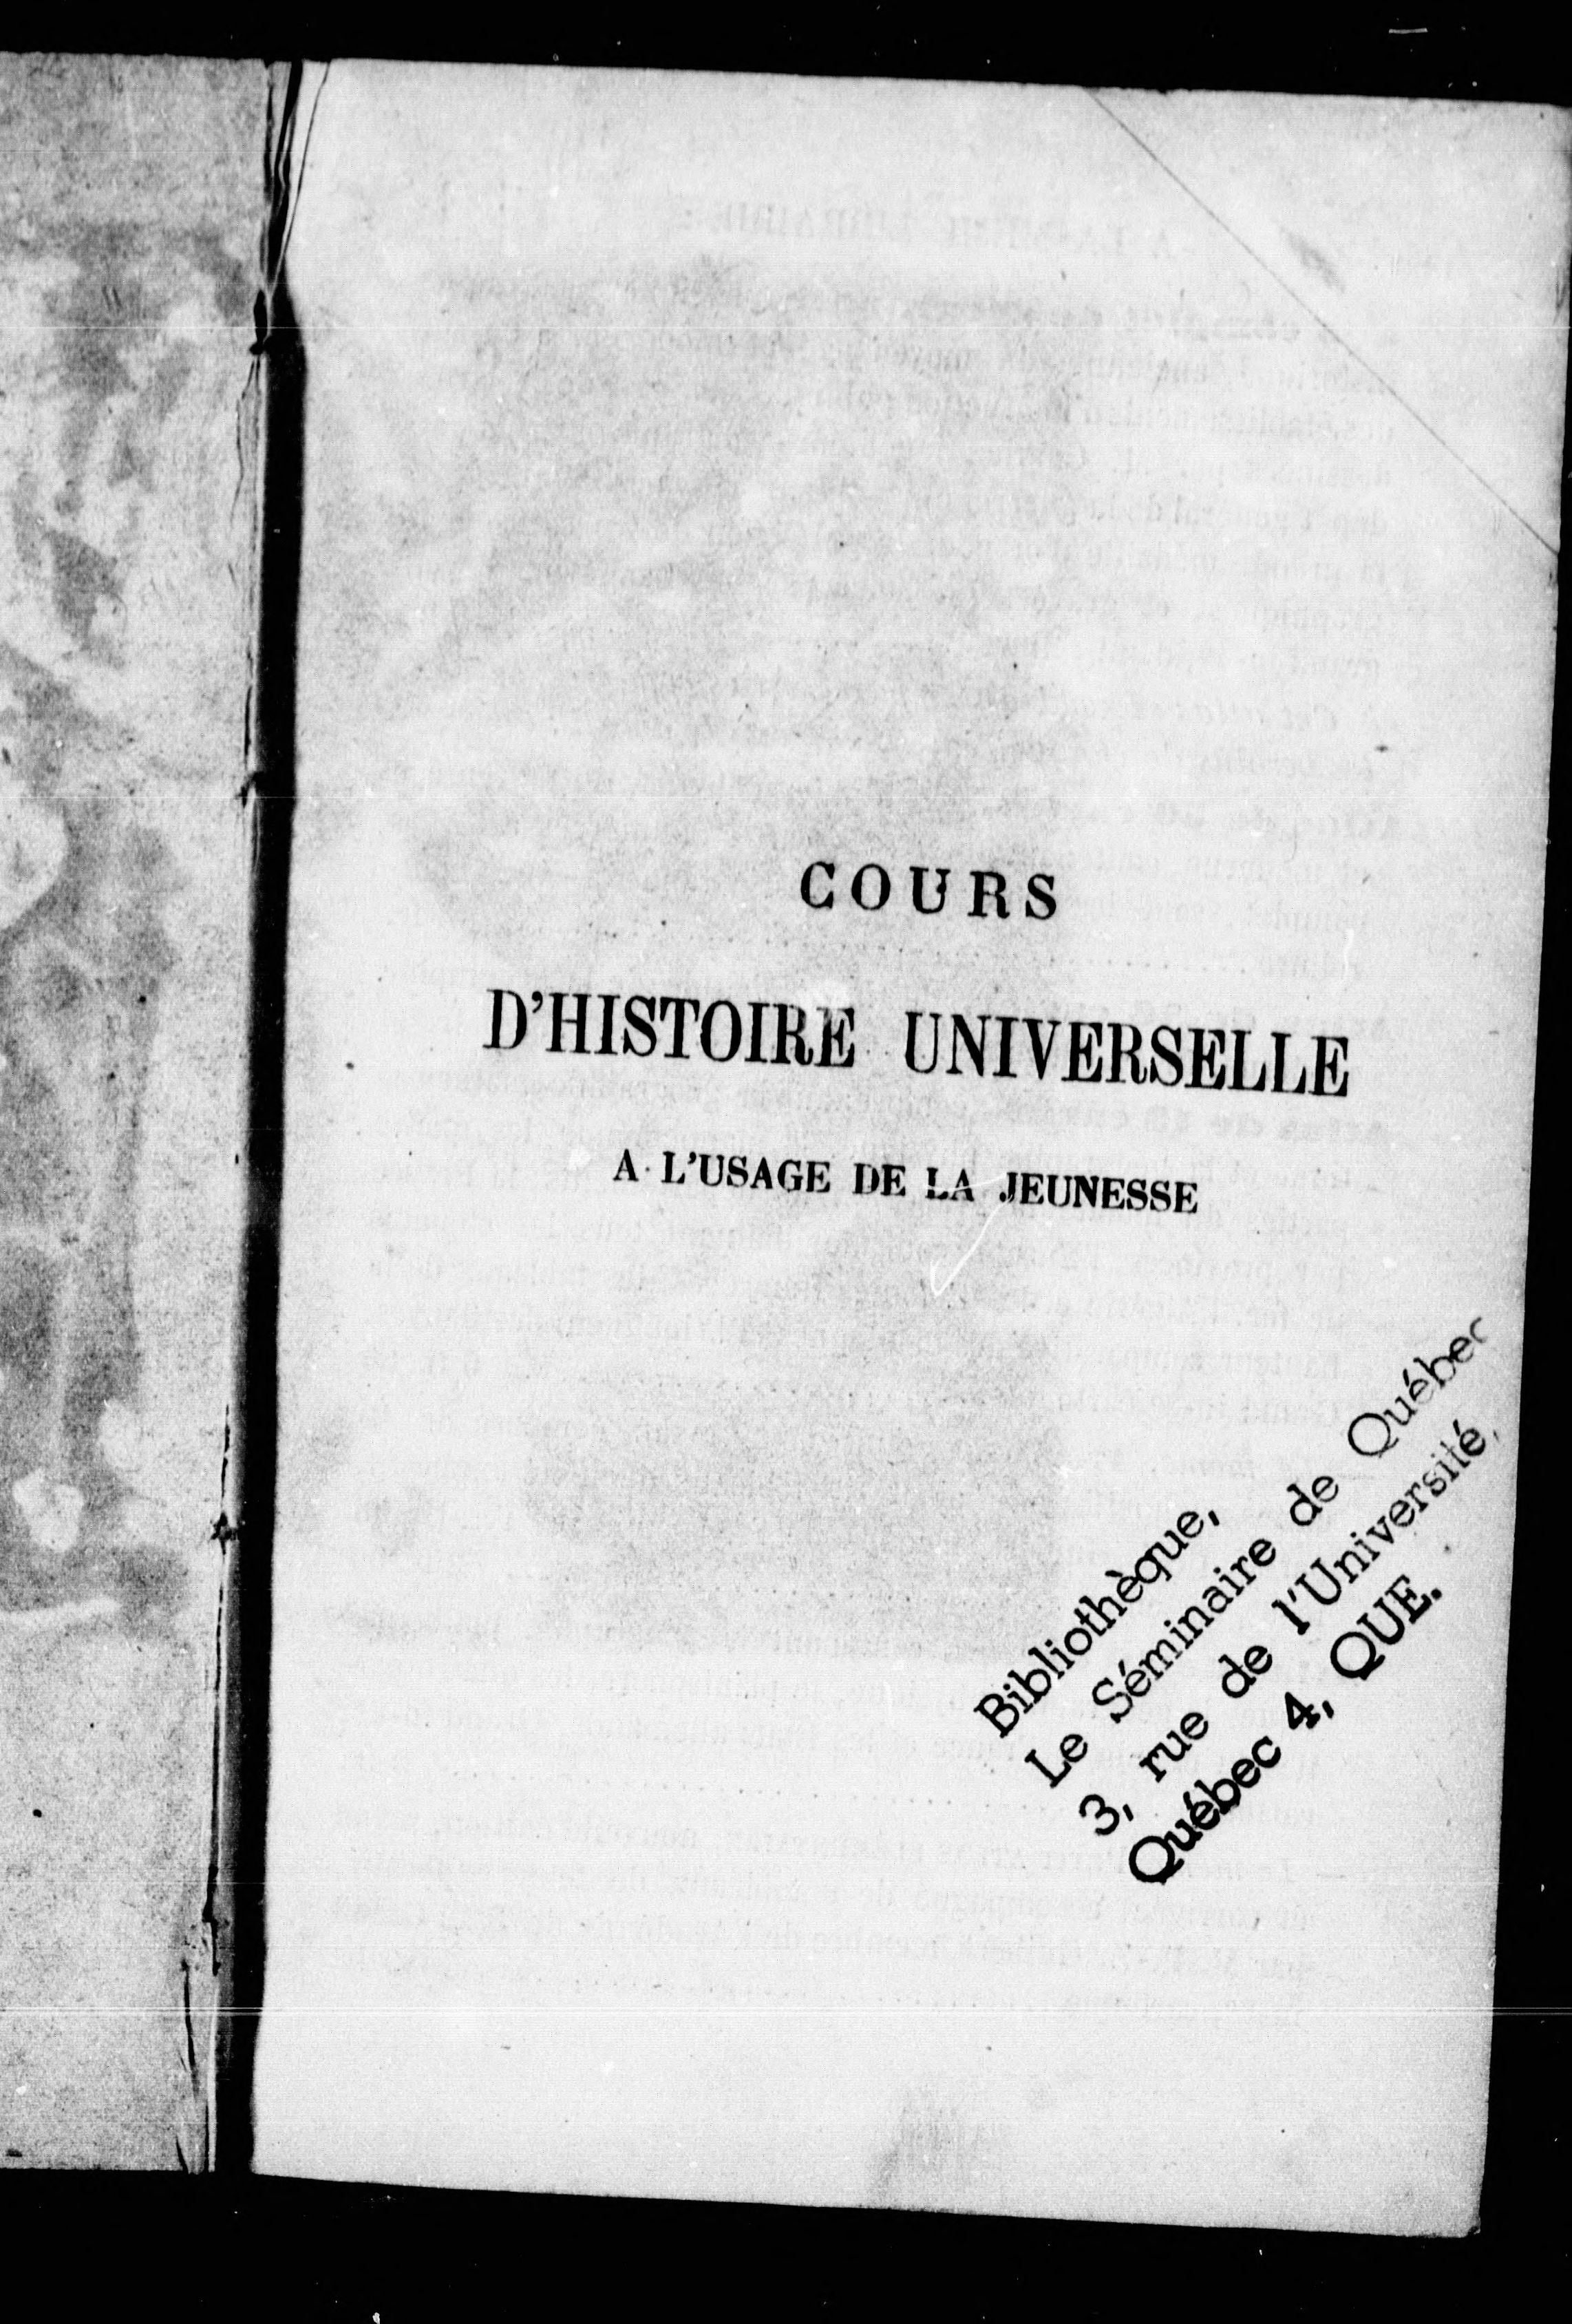 COURS
D'HISTOIRE UNIVERSELLE
A L'USAGE DE LA JEUNESSE
Bibliothèque,
Le Séminaire de Québec
3, rue de l'Université,
Québec 4, QUE.